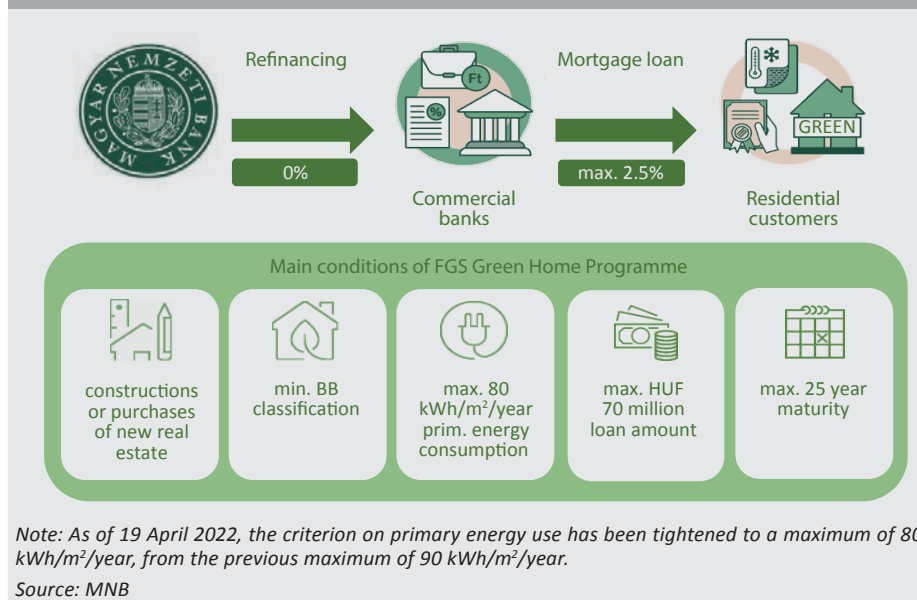 MAGYAR NEMZETI BANK
Refinancing
0%
Ft
%
Commercial
banks
Mortgage loan
max. 2.5%
GREEN
Residential
customers
Main conditions of FGS Green Home Programme
constructions
or purchases
of new real
estate
min. BB
classification
max. 80
kWh/m²/year
prim. energy
consumption
max. HUF
70 million
loan amount
max. 25 year
maturity
Note: As of 19 April 2022, the criterion on primary energy use has been tightened to a maximum of 80
kWh/m²/year, from the previous maximum of 90 kWh/m²/year.
Source: MNB